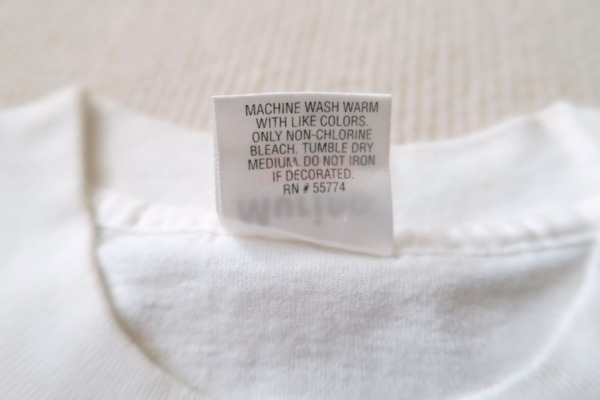 MACHINE WASH WARM
WITH LIKE COLORS.
ONLY NON-CHLORINE
BLEACH. TUMBLE DRY
MEDIUM. DO NOT IRON
IF DECORATED.
RN # 55774